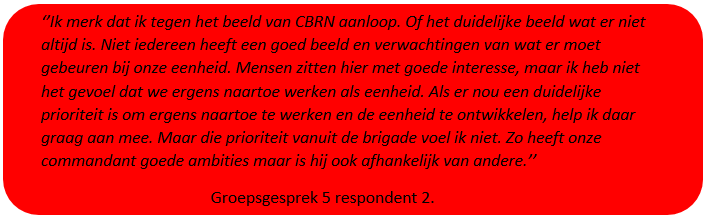 ‘’Ik merk dat ik tegen het beeld van CBRN aanloop. Of het duidelijke beeld wat er niet
altijd is. Niet iedereen heeft een goed beeld en verwachtingen van wat er moet
gebeuren bij onze eenheid. Mensen zitten hier met goede interesse, maar ik heb niet
het gevoel dat we ergens naartoe werken als eenheid. Als er nou een duidelijke
prioriteit is om ergens naartoe te werken en de eenheid te ontwikkelen, help ik daar
graag aan mee. Maar die prioriteit vanuit de brigade voel ik niet. Zo heeft onze
commandant goede ambities maar is hij ook afhankelijk van andere.’’
Groepsgesprek 5 respondent 2.